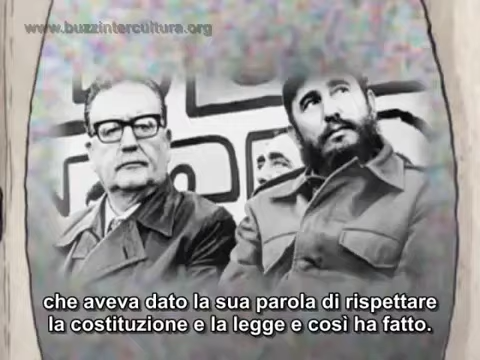 www.buzzintercultura.org
che aveva dato la sua parola di rispettare
la costituzione e la legge e così ha fatto.